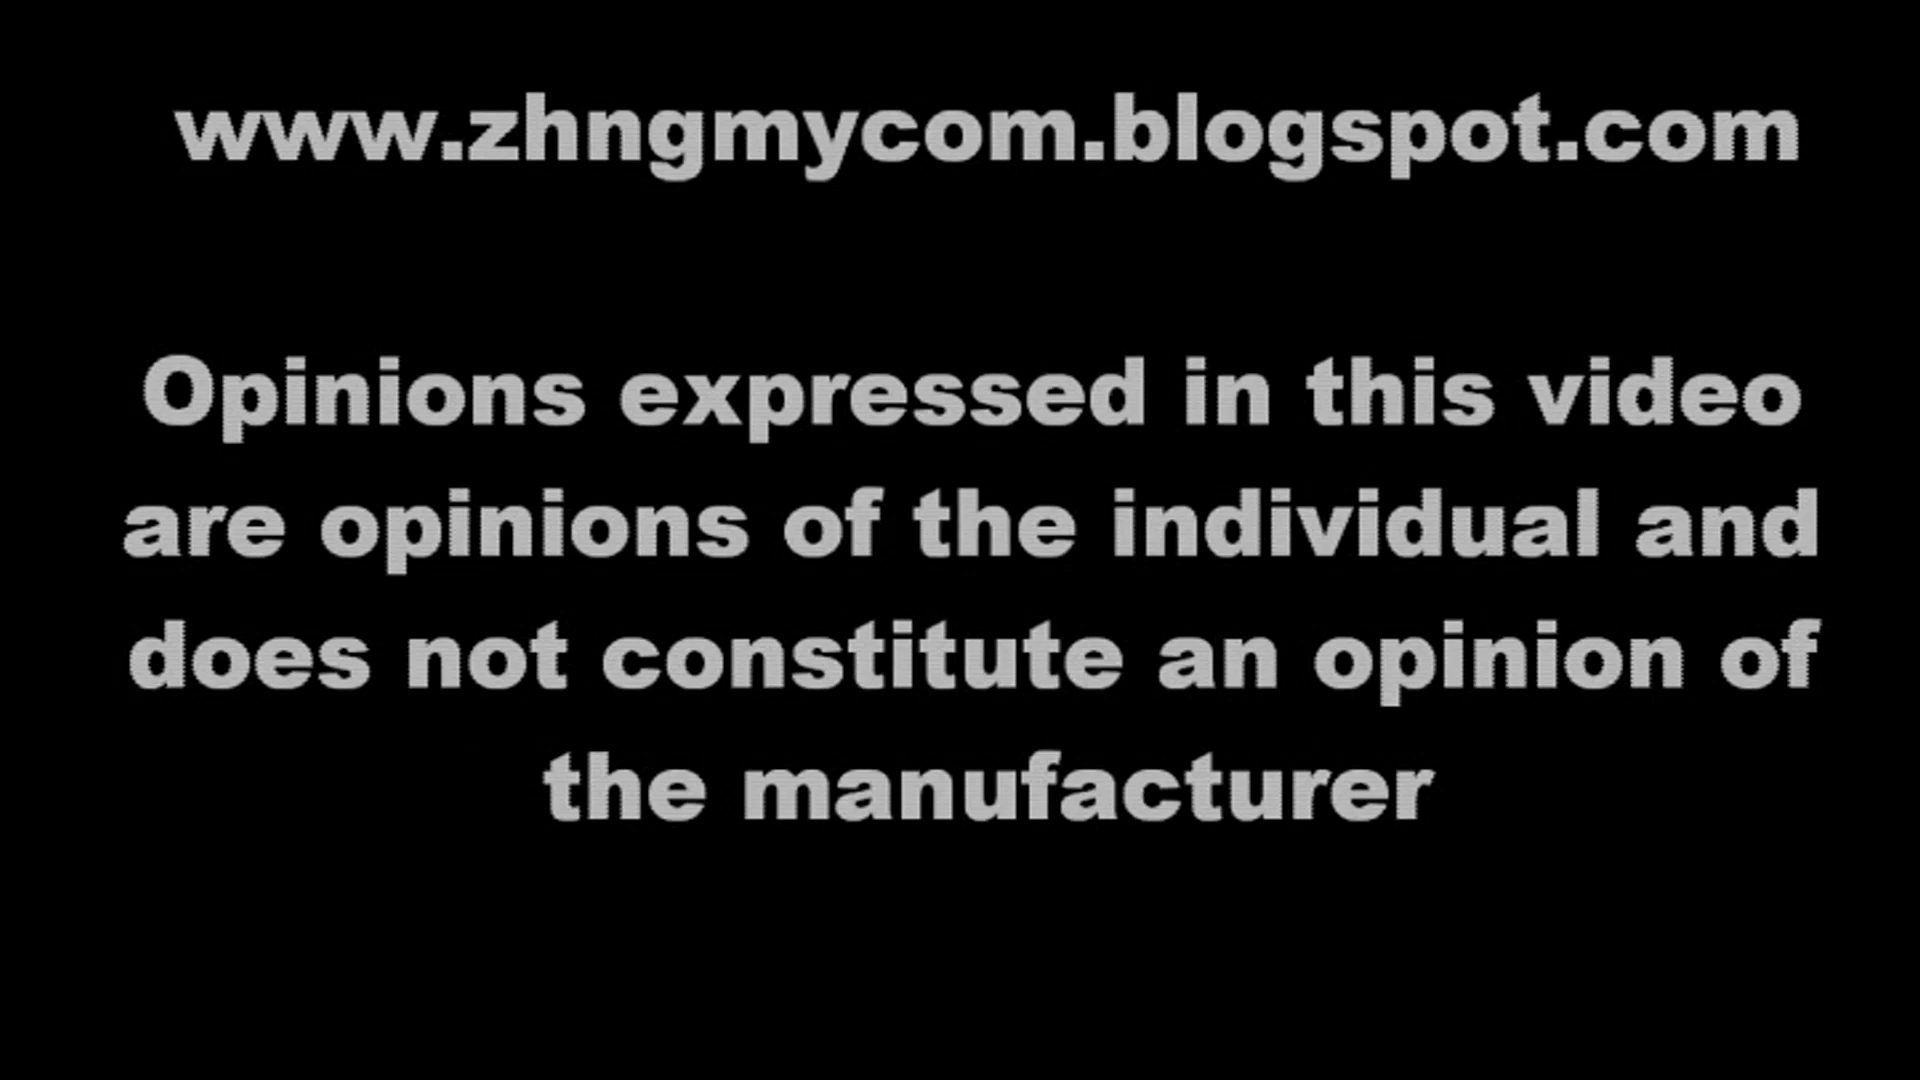 www.zhngmycom.blogspot.com
Opinions expressed in this video
are opinions of the individual and
does not constitute an opinion of
the manufacturer